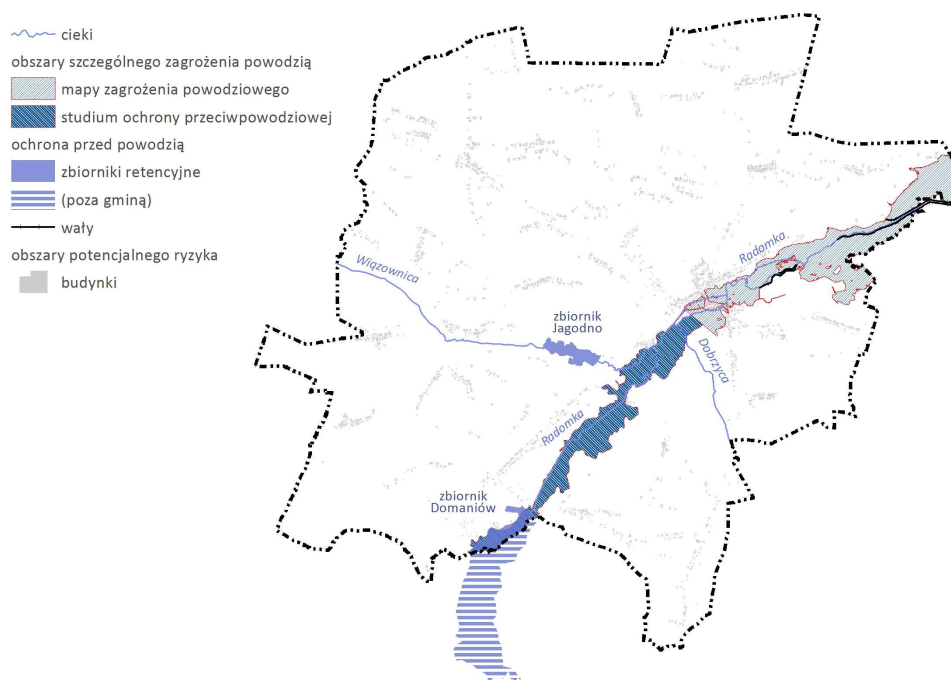 cieki
obszary szczególnego zagrożenia powodzią
mapy zagrożenia powodziowego
studium ochrony przeciwpowodziowej
ochrona przed powodzią
zbiorniki retencyjne
(poza gminą)
wały
obszary potencjalnego ryzyka
budynki
Wiązownica
zbiornik
Jagodno
Radomka
Dobrzyca
Radomka
zbiornik
Domaniów